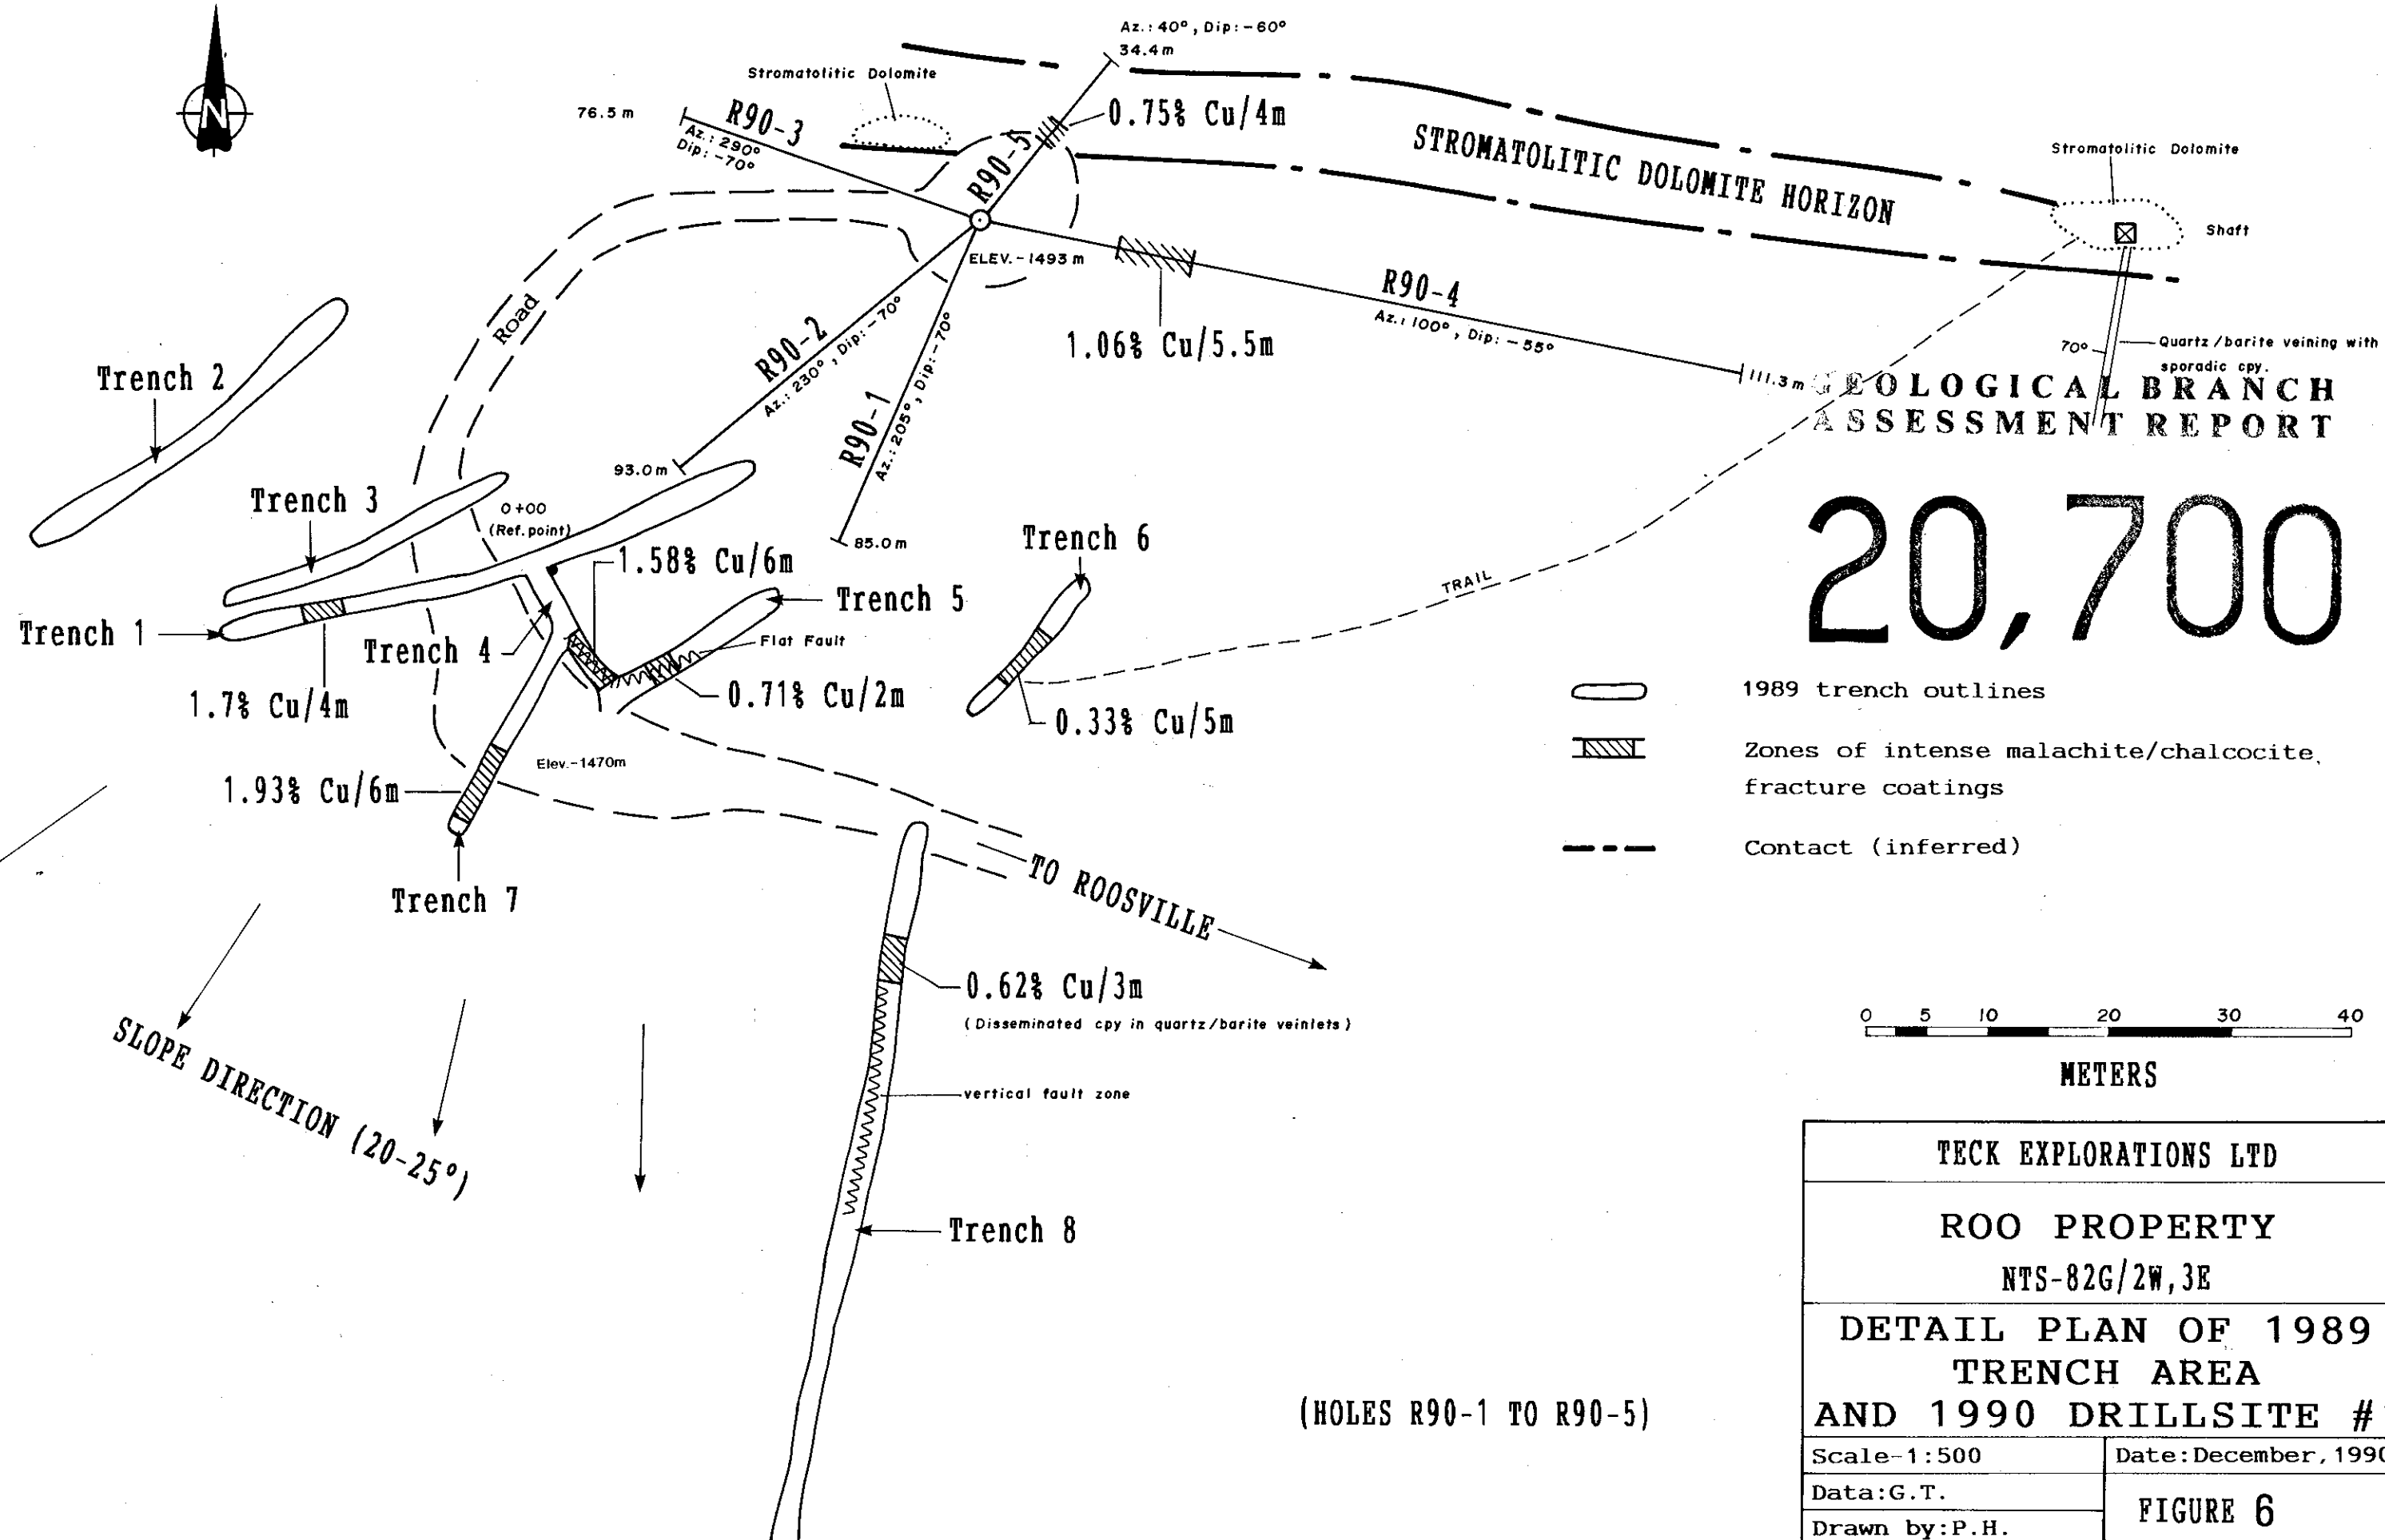 N
Az.: 40°, Dip: -60°
34.4 m
Stromatolitic Dolomite
76.5 m
R90-3
Az.: 290°
Dip: -70°
R90-5
0.75% Cu/4m
STROMATOLITIC DOLOMITE HORIZON
Stromatolitic Dolomite
Shaft
ELEV.-1493 m
R90-4
Az.: 100°, Dip: -55°
111.3 m
1.06% Cu/5.5m
70°
Quartz/barite veining with
sporadic cpy.
Road
R90-2
Az.: 230°, Dip: -70°
93.0m
R90-1
Az.: 205°, Dip: -70°
85.0m
GEOLOGICAL BRANCH
ASSESSMENT REPORT
20,700
Trench 2
Trench 3
0+00
(Ref. point)
1.58% Cu/6m
Trench 6
Trench 5
TRAIL
Trench 1
Trench 4
Flat Fault
1.7% Cu/4m
0.71% Cu/2m
0.33% Cu/5m
Elev.-1470m
1.93% Cu/6m
Trench 7
TO ROOSVILLE
1989 trench outlines
Zones of intense malachite/chalcocite,
fracture coatings
Contact (inferred)
0.62% Cu/3m
(Disseminated cpy in quartz/barite veinlets)
vertical fault zone
SLOPE DIRECTION (20-25°)
Trench 8
0 5 10 20 30 40
METERS
(HOLES R90-1 TO R90-5)
TECK EXPLORATIONS LTD
ROO PROPERTY
NTS-82G/2W,3E
DETAIL PLAN OF 1989
TRENCH AREA
AND 1990 DRILLSITE #
Scale-1:500
Date:December,1990
Data:G.T.
Drawn by:P.H.
FIGURE 6